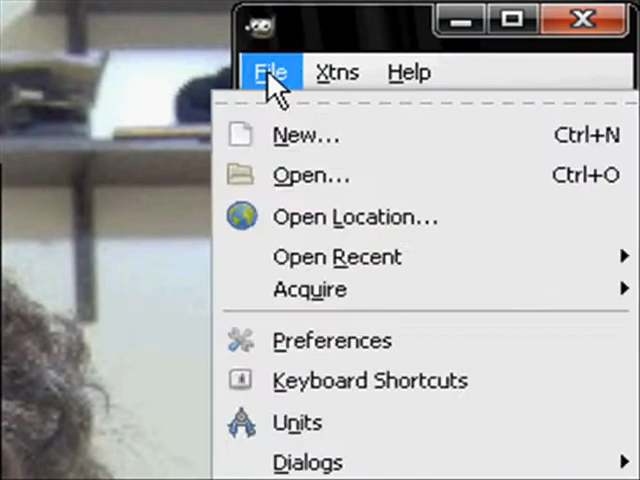 File Xtns Help
New... Ctrl+N
Open... Ctrl+O
Open Location...
Open Recent
Acquire
Preferences
Keyboard Shortcuts
Units
Dialogs